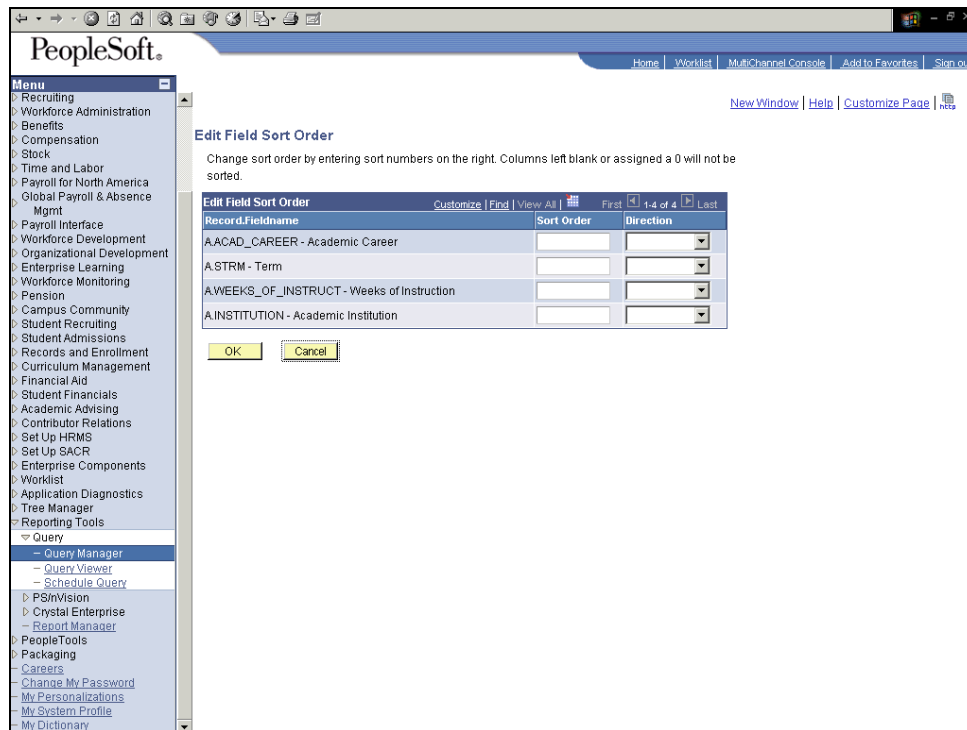 PeopleSoft®
Home | Worklist | MultiChannel Console | Add to Favorites | Sign ou
Menu
Recruiting
Workforce Administration
Benefits
Compensation
Stock
Time and Labor
Payroll for North America
Global Payroll & Absence
Mgmt
Payroll Interface
Workforce Development
Organizational Development
Enterprise Learning
Workforce Monitoring
Pension
Campus Community
Student Recruiting
Student Admissions
Records and Enrollment
Curriculum Management
Financial Aid
Student Financials
Academic Advising
Contributor Relations
Set Up HRMS
Set Up SACR
Enterprise Components
Worklist
Application Diagnostics
Tree Manager
Reporting Tools
Query
– Query Manager
– Query Viewer
– Schedule Query
PS/nVision
Crystal Enterprise
– Report Manager
PeopleTools
Packaging
– Careers
– Change My Password
– My Personalizations
– My System Profile
– My Dictionary
New Window | Help | Customize Page | http
Edit Field Sort Order
Change sort order by entering sort numbers on the right. Columns left blank or assigned a 0 will not be
sorted.
Edit Field Sort Order Customize | Find | View All | First 1-4 of 4 Last
Record.Fieldname Sort Order Direction
A.ACAD_CAREER - Academic Career
A.STRM - Term
A.WEEKS_OF_INSTRUCT - Weeks of Instruction
A.INSTITUTION - Academic Institution
OK Cancel